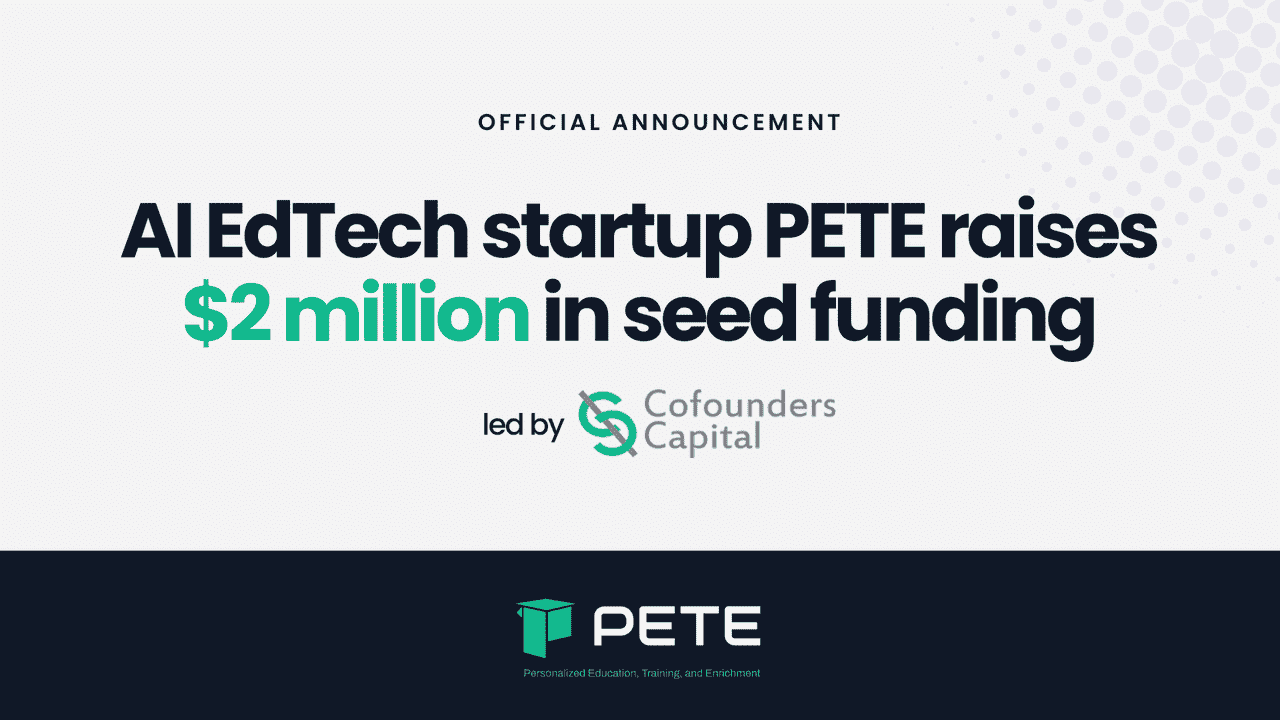 OFFICIAL ANNOUNCEMENT
AI EdTech startup PETE raises
$2 million in seed funding
led by
Cofounders
Capital
PETE
Personalized Education, Training, and Enrichment